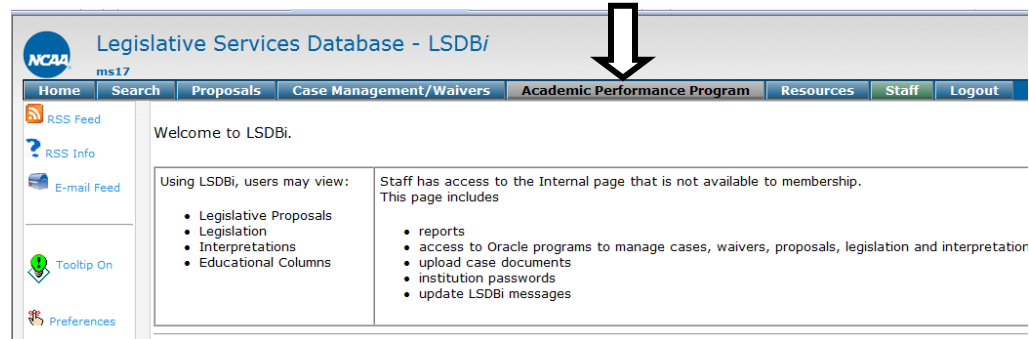 NCAA
Legislative Services Database - LSDBi
ms17
Home Search Proposals Case Management/Waivers Academic Performance Program Resources Staff Logout
RSS Feed
RSS Info
E-mail Feed
Tooltip On
Preferences
Welcome to LSDBi.
Using LSDBi, users may view:
• Legislative Proposals
• Legislation
• Interpretations
• Educational Columns
Staff has access to the Internal page that is not available to membership.
This page includes
• reports
• access to Oracle programs to manage cases, waivers, proposals, legislation and interpretation
• upload case documents
• institution passwords
• update LSDBi messages